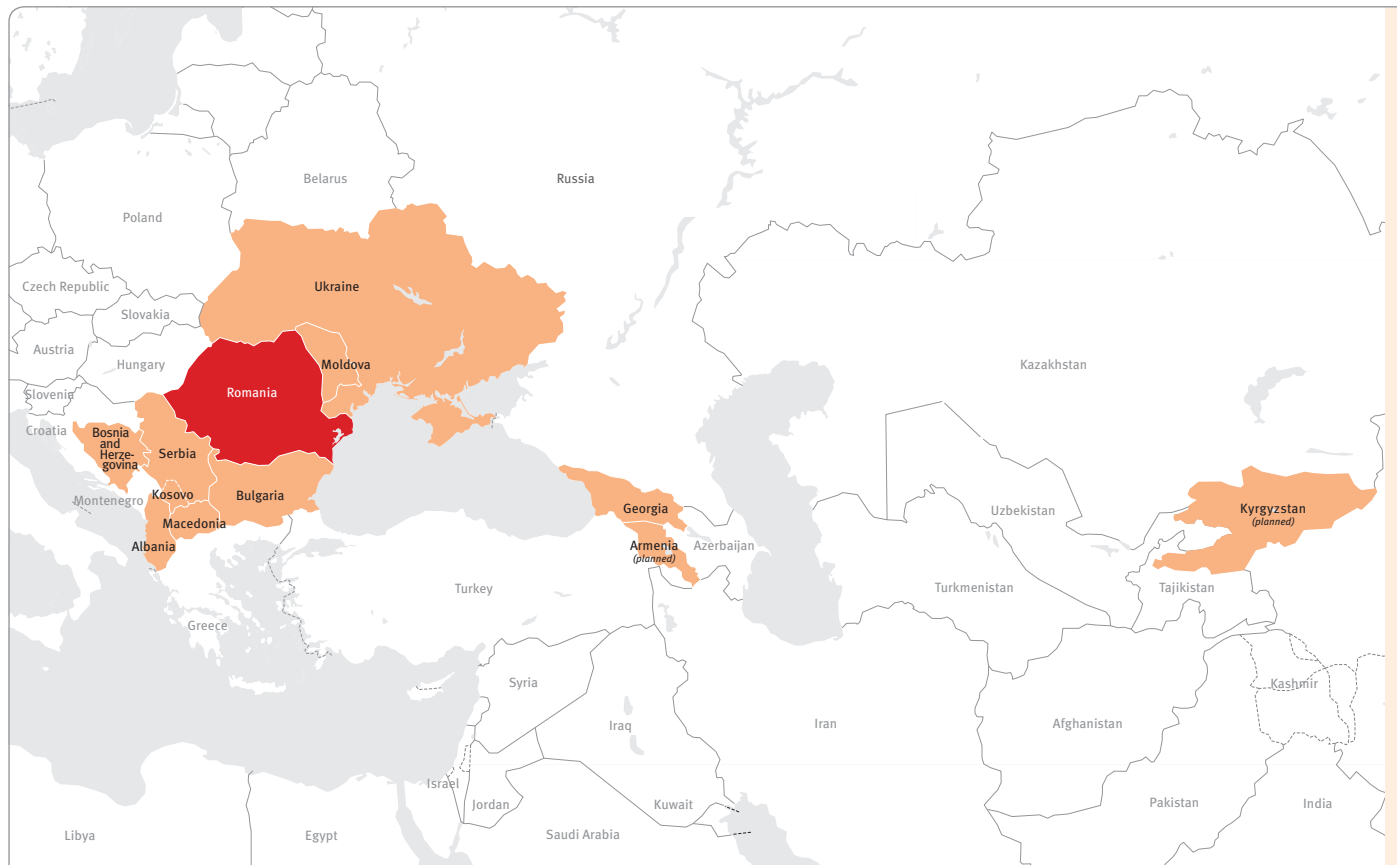 Belarus
Russia
Poland
Ukraine
Czech Republic
Slovakia
Austria
Hungary
Moldova
Kazakhstan
Romania
Slovenia
Croatia
Bosnia
and
Herze-
govina
Serbia
Kosovo
Bulgaria
Montenegro
Macedonia
Albania
Georgia
Armenia
(planned)
Azerbaijan
Uzbekistan
Kyrgyzstan
(planned)
Turkey
Turkmenistan
Tajikistan
Greece
Syria
Kashmir
Iraq
Iran
Afghanistan
Israel
Jordan
Kuwait
Pakistan
India
Libya
Egypt
Saudi Arabia